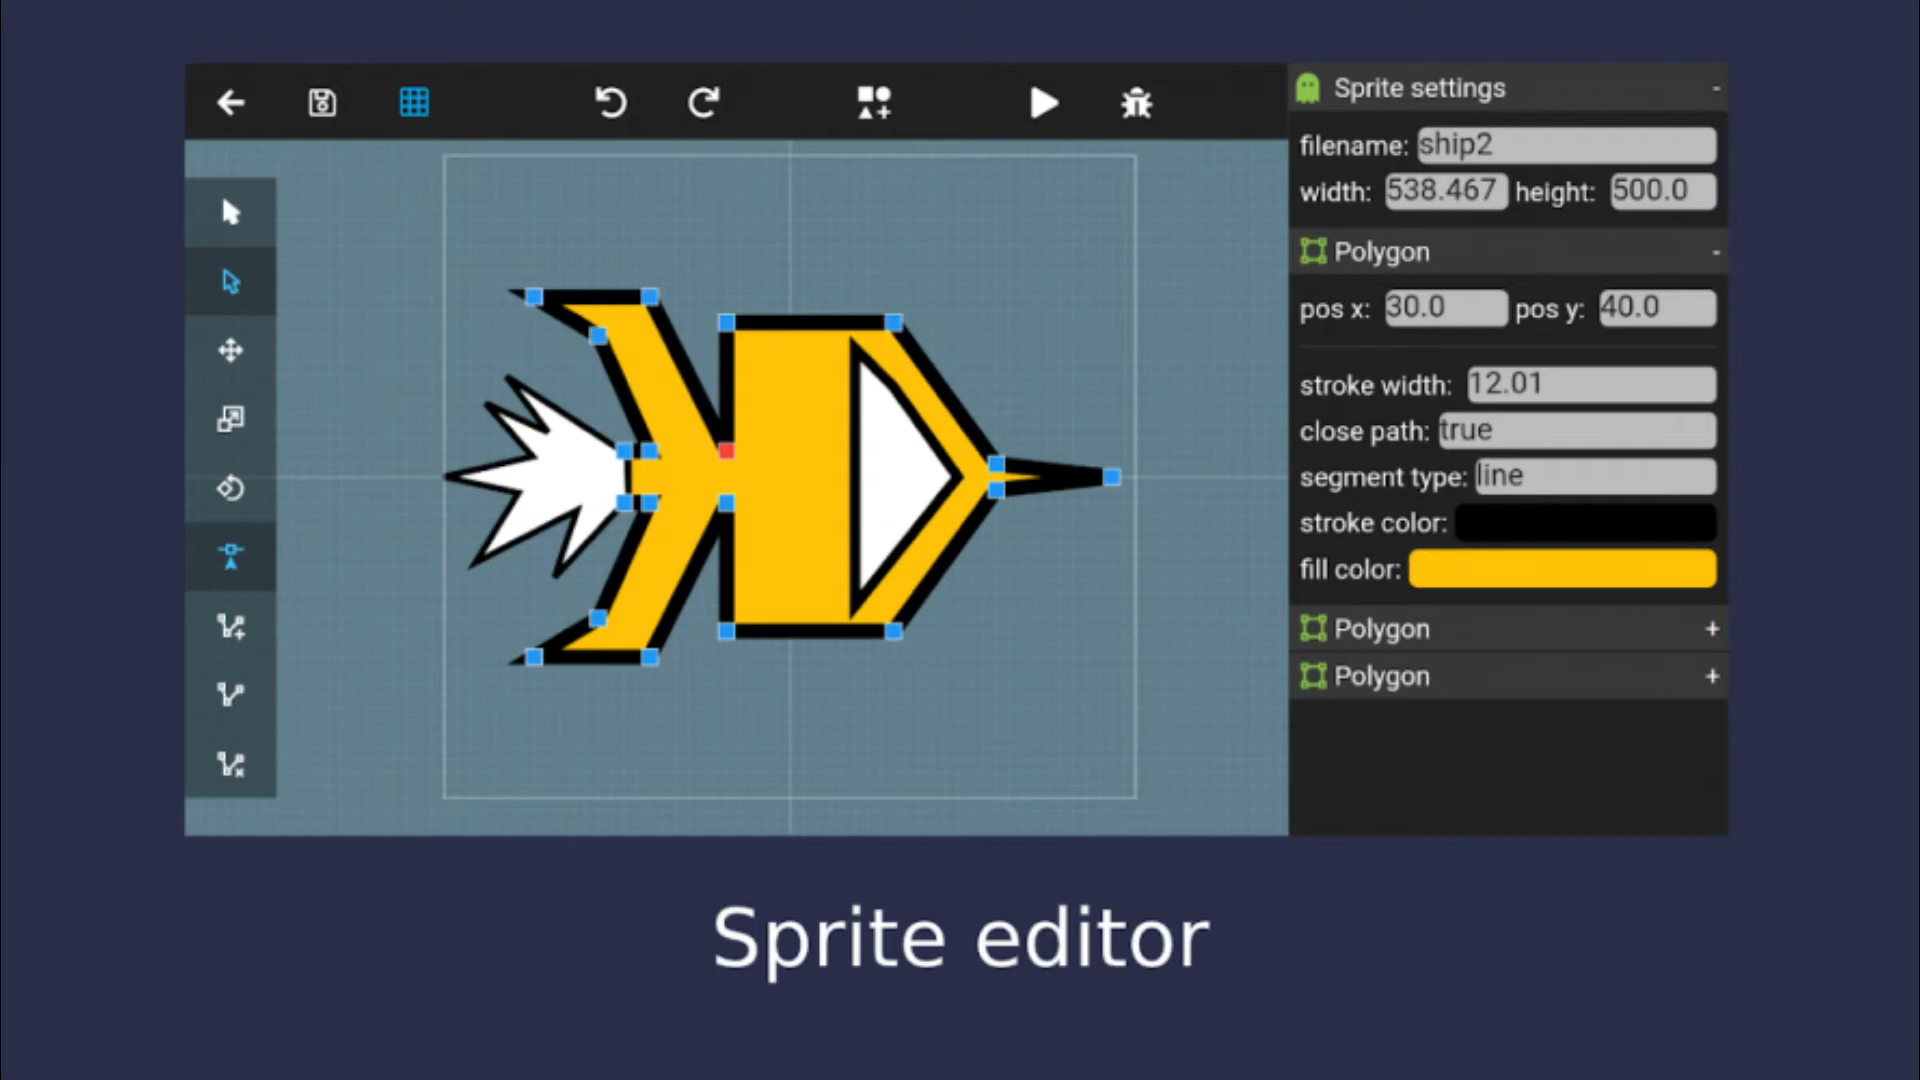 Sprite settings -
filename: ship2
width: 538.467 height: 500.0
Polygon -
pos x: 30.0 pos y: 40.0
stroke width: 12.01
close path: true
segment type: line
stroke color:
fill color:
Polygon +
Polygon +
Sprite editor